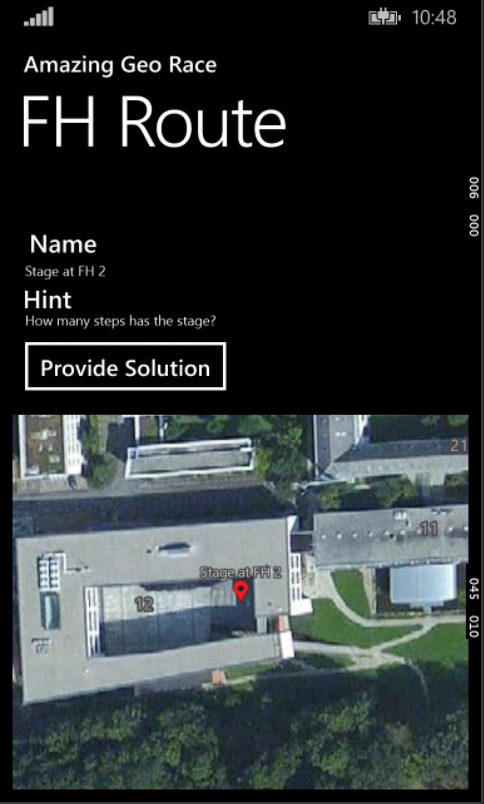 10:48
Amazing Geo Race
FH Route
006 000
Name
Stage at FH 2
Hint
How many steps has the stage?
Provide Solution
21
11
Stage at FH 2
12
045 010